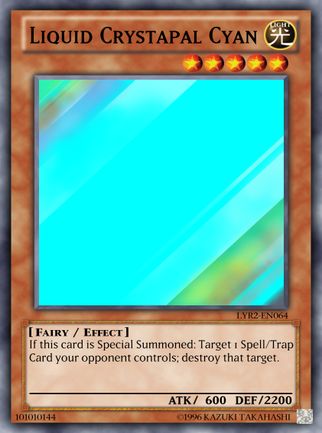 LIQUID CRYSTAPAL CYAN
LIGHT
光
LYR2-EN064
[ FAIRY / EFFECT ]
If this card is Special Summoned: Target 1 Spell/Trap
Card your opponent controls; destroy that target.
ATK/ 600 DEF/2200
101010144 ©1996 KAZUKI TAKAHASHI